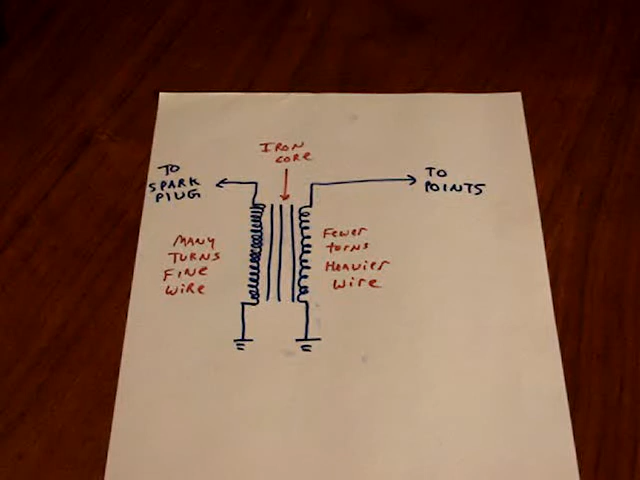 IRON
CORE
TO
SPARK
PLUG
TO
POINTS
MANY
TURNS
FINE
WIRE
Fewer
turns
Heavier
wire